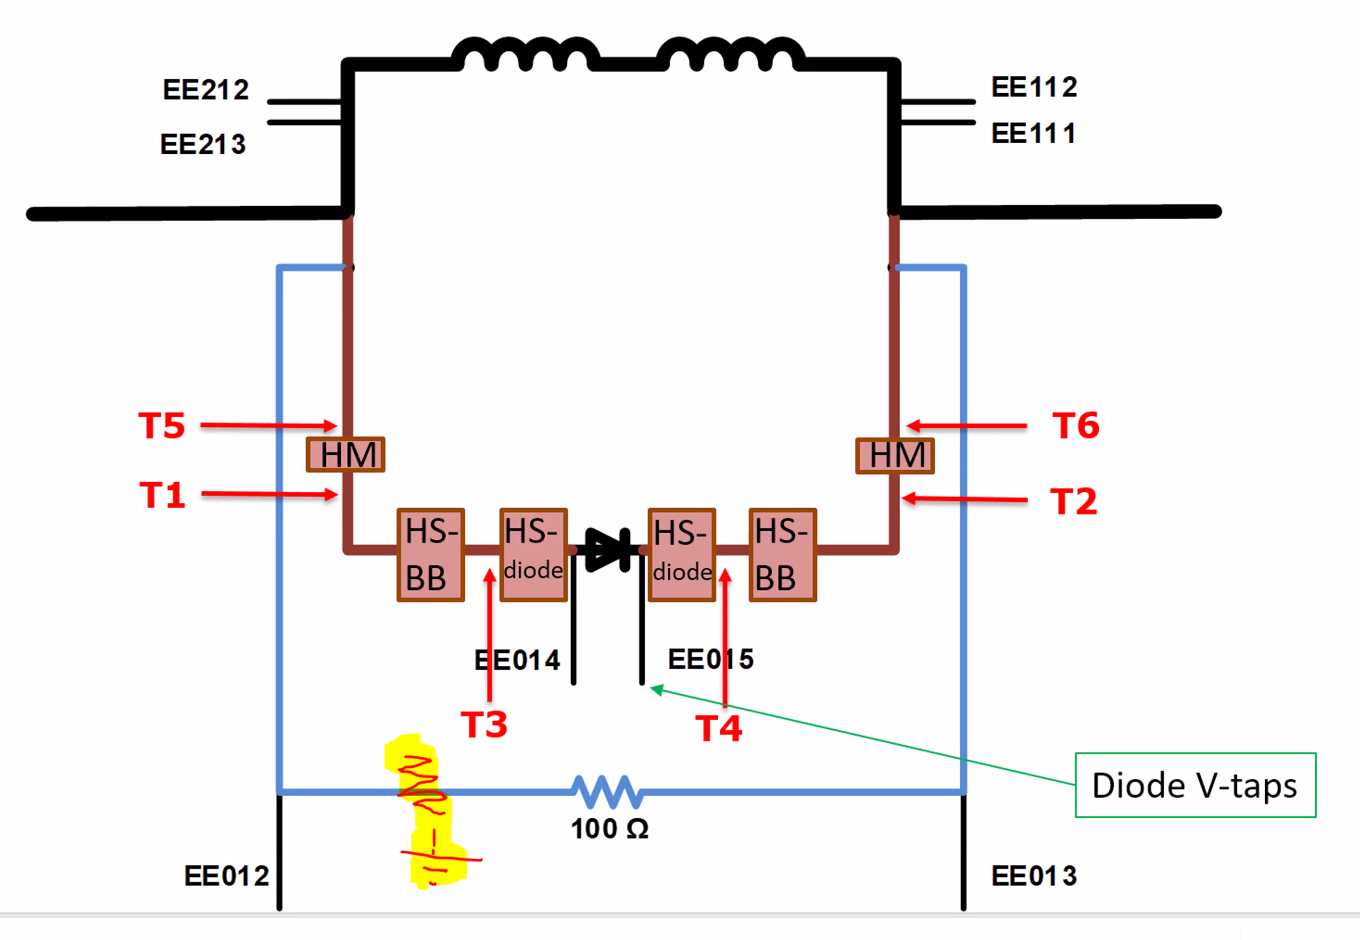 EE212
EE112
EE213
EE111
T5
T6
HM
HM
T1
T2
HS-
BB
HS-
diode
HS-
diode
HS-
BB
EE014
EE015
T3
T4
Diode V-taps
100 Ω
EE012
EE013